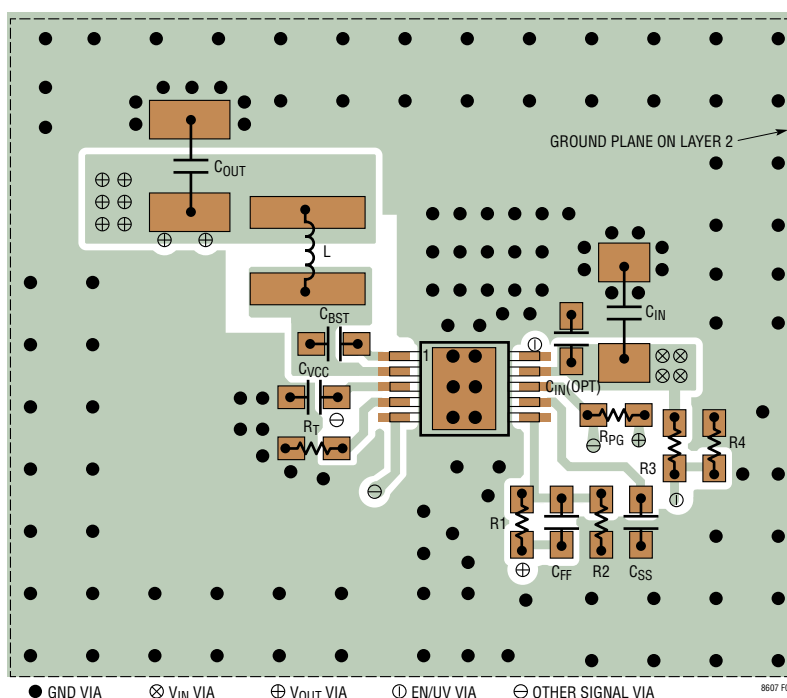 GROUND PLANE ON LAYER 2
COUT
L
CBST
CIN
1
CVCC
CIN(OPT)
RT
RPG
R3
R4
R1
CFF
R2
CSS
GND VIA
VIN VIA
VOUT VIA
EN/UV VIA
OTHER SIGNAL VIA
8607